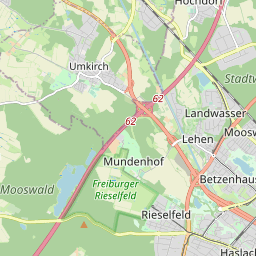 Hochdorf
Umkirch
Stadtw
62
Landwasser
62
Moosw
Lehen
Mundenhof
Betzenhaus
Mooswald
Freiburger
Rieselfeld
Rieselfeld
Haslach